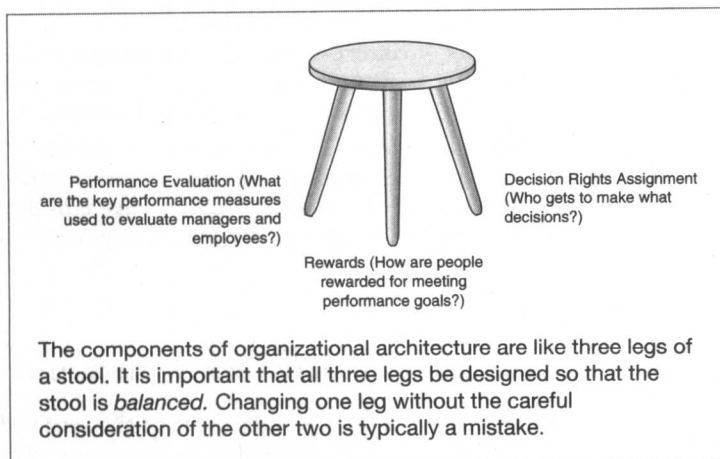 Performance Evaluation (What
are the key performance measures
used to evaluate managers and
employees?)
Decision Rights Assignment
(Who gets to make what
decisions?)
Rewards (How are people
rewarded for meeting
performance goals?)
The components of organizational architecture are like three legs of
a stool. It is important that all three legs be designed so that the
stool is balanced. Changing one leg without the careful
consideration of the other two is typically a mistake.